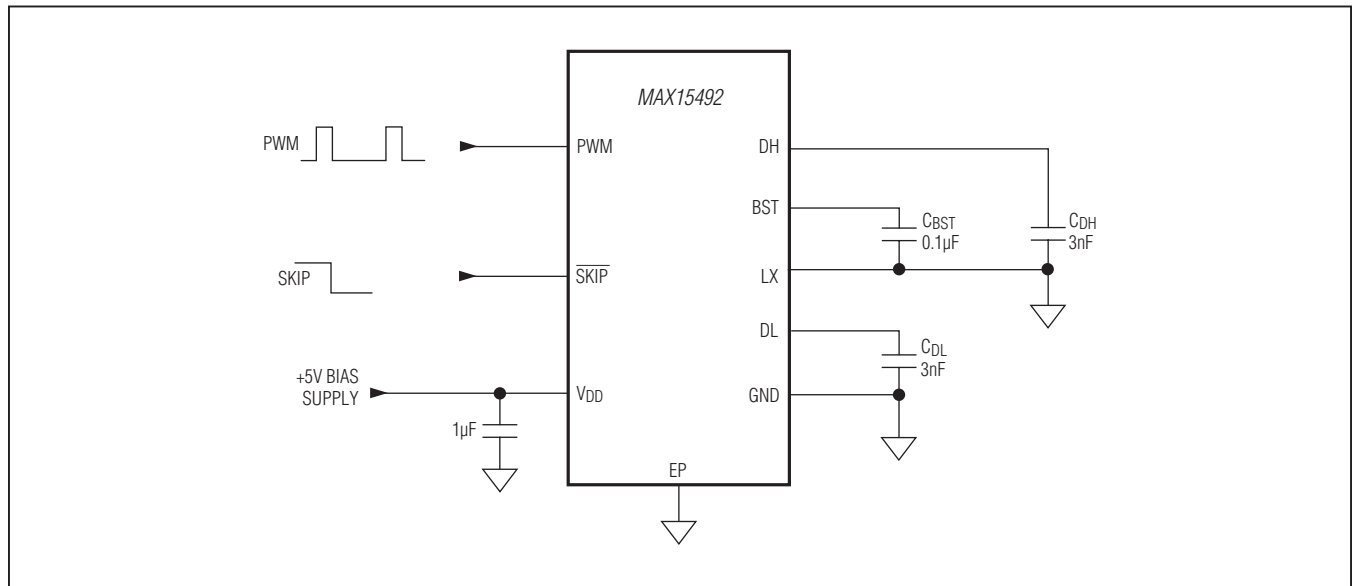 MAX15492
PWM
PWM
DH
BST
CBST
0.1µF
CDH
3nF
SKIP
SKIP
LX
DL
CDL
3nF
+5V BIAS
SUPPLY
VDD
GND
1µF
EP